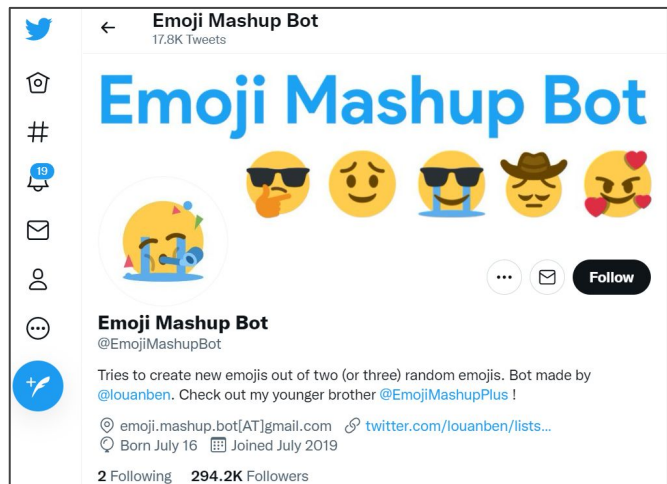 Emoji Mashup Bot
17.8K Tweets
Emoji Mashup Bot
19
Follow
Emoji Mashup Bot
@EmojiMashupBot
Tries to create new emojis out of two (or three) random emojis. Bot made by
@louanben. Check out my younger brother @EmojiMashupPlus !
emoji.mashup.bot[AT]gmail.com twitter.com/louanben/lists...
Born July 16 Joined July 2019
2 Following 294.2K Followers